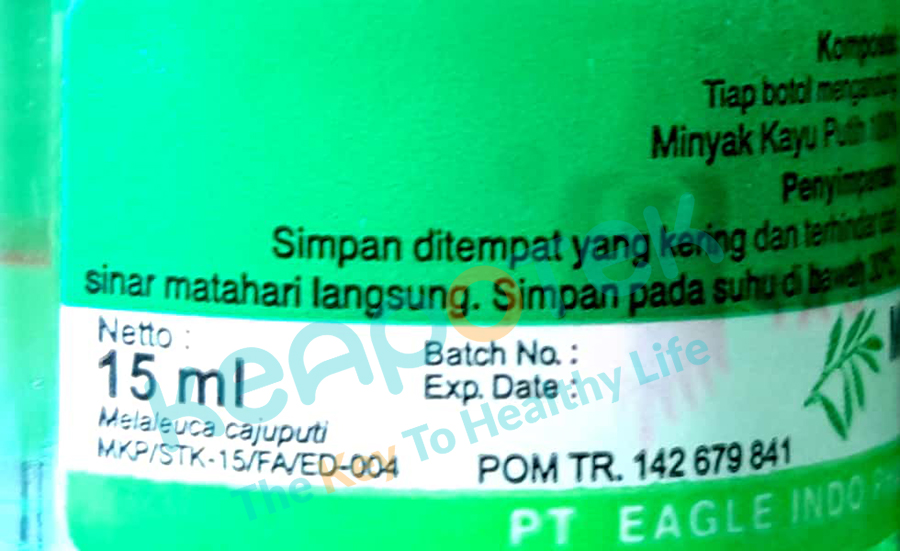 Komposisi
Tiap botol mengandung
Minyak Kayu Putih 100%
Penyimpanan
Simpan ditempat yang kering dan terhindar dari
sinar matahari langsung. Simpan pada suhu di bawah 30°C
Netto :
15 ml
Melaleuca cajuputi
MKP/STK-15/FA/ED-004
Batch No. :
Exp. Date :
POM TR. 142 679 841
PT EAGLE INDO
KeApotek
The Key To Healthy Life